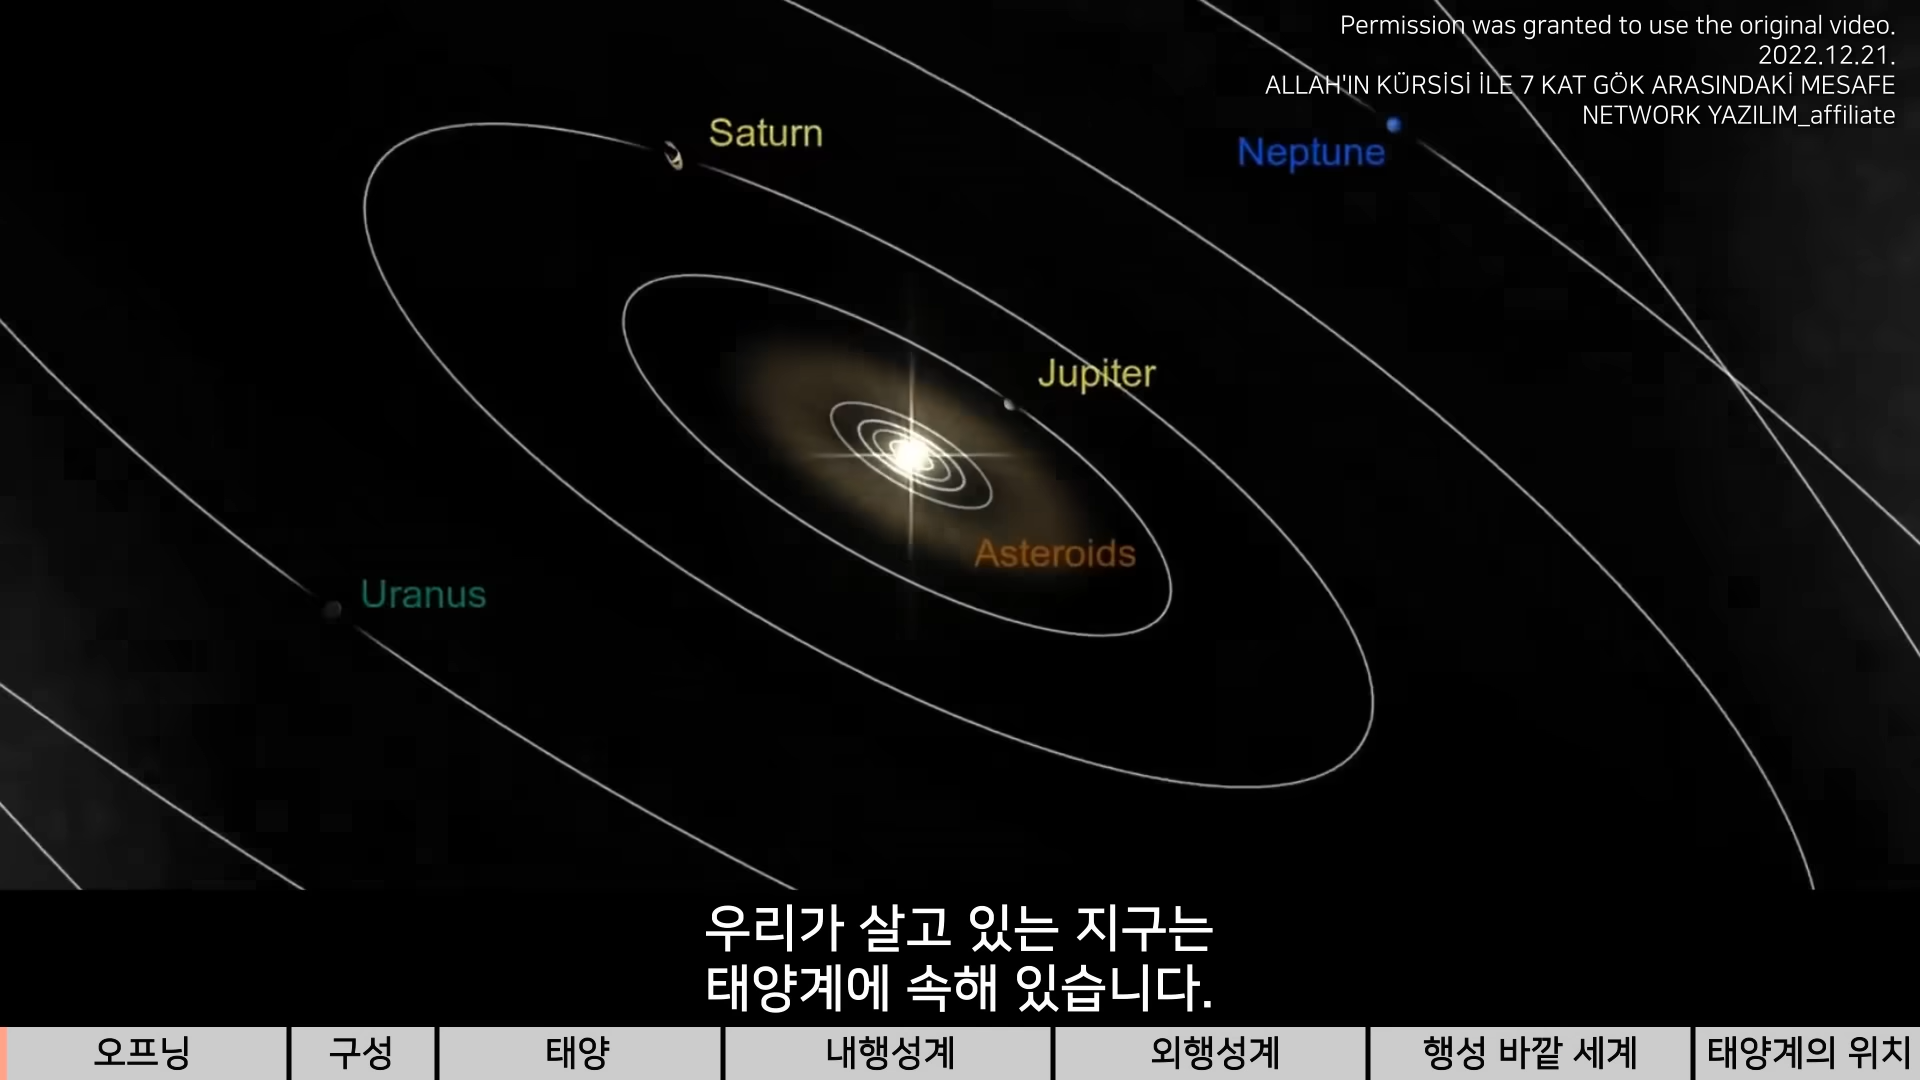 Permission was granted to use the original video.
2022.12.21.
ALLAH'IN KÜRSİSİ İLE 7 KAT GÖK ARASINDAKİ MESAFE
NETWORK YAZILIM_affiliate
Saturn
Neptune
Jupiter
Asteroids
Uranus
우리가 살고 있는 지구는
태양계에 속해 있습니다.
오프닝 구성 태양 내행성계 외행성계 행성 바깥 세계 태양계의 위치